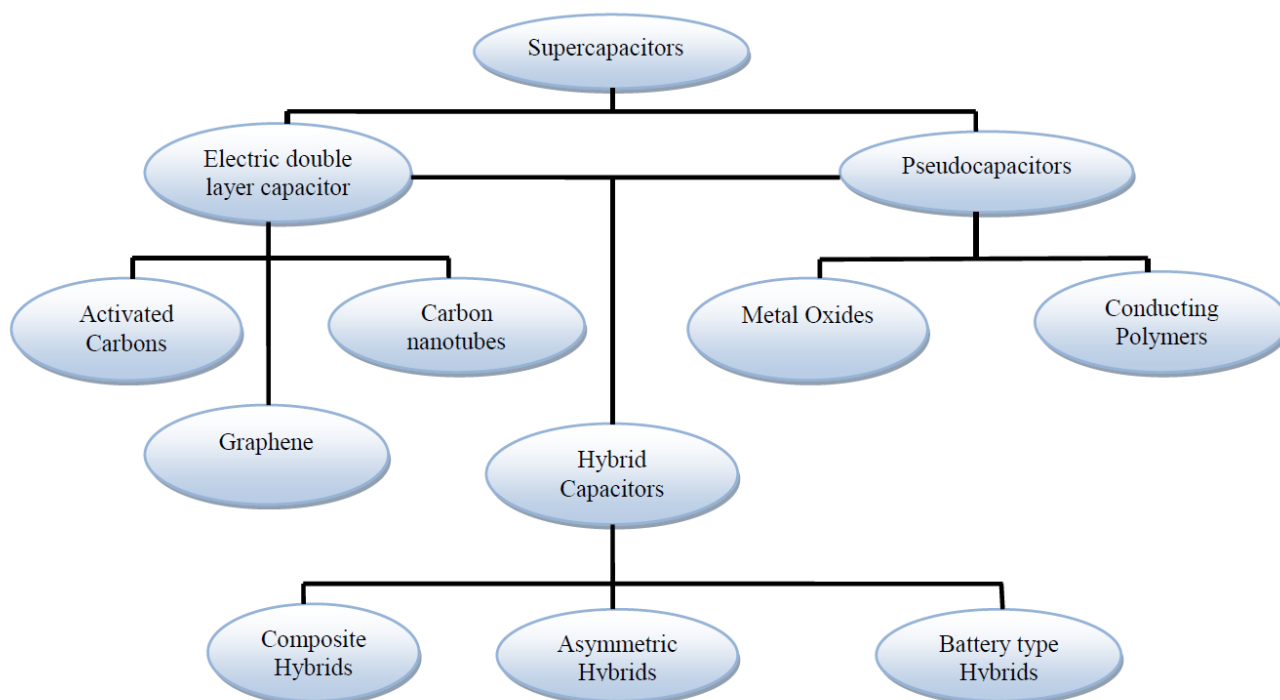 Supercapacitors
Electric double
layer capacitor
Pseudocapacitors
Activated
Carbons
Carbon
nanotubes
Metal Oxides
Conducting
Polymers
Graphene
Hybrid
Capacitors
Composite
Hybrids
Asymmetric
Hybrids
Battery type
Hybrids